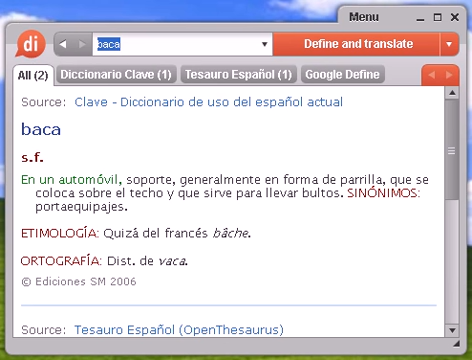 Menu
di
baca
Define and translate
All (2)
Diccionario Clave (1)
Tesauro Español (1)
Google Define
Source: Clave - Diccionario de uso del español actual
baca
s.f.
En un automóvil, soporte, generalmente en forma de parrilla, que se
coloca sobre el techo y que sirve para llevar bultos. SINÓNIMOS:
portaequipajes.
ETIMOLOGÍA: Quizá del francés bâche.
ORTOGRAFÍA: Dist. de vaca.
© Ediciones SM 2006
Source: Tesauro Español (OpenThesaurus)